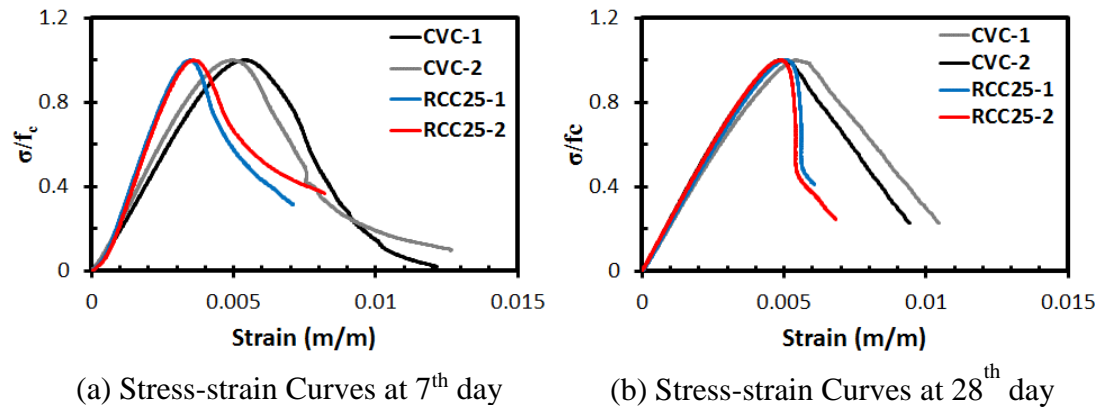 1.2
0.8
0.4
0
σ/fc
0 0.005 0.01 0.015
Strain (m/m)
CVC-1
CVC-2
RCC25-1
RCC25-2
(a) Stress-strain Curves at 7th day
1.2
0.8
0.4
0
σ/fc
0 0.005 0.01 0.015
Strain (m/m)
CVC-1
CVC-2
RCC25-1
RCC25-2
(b) Stress-strain Curves at 28th day